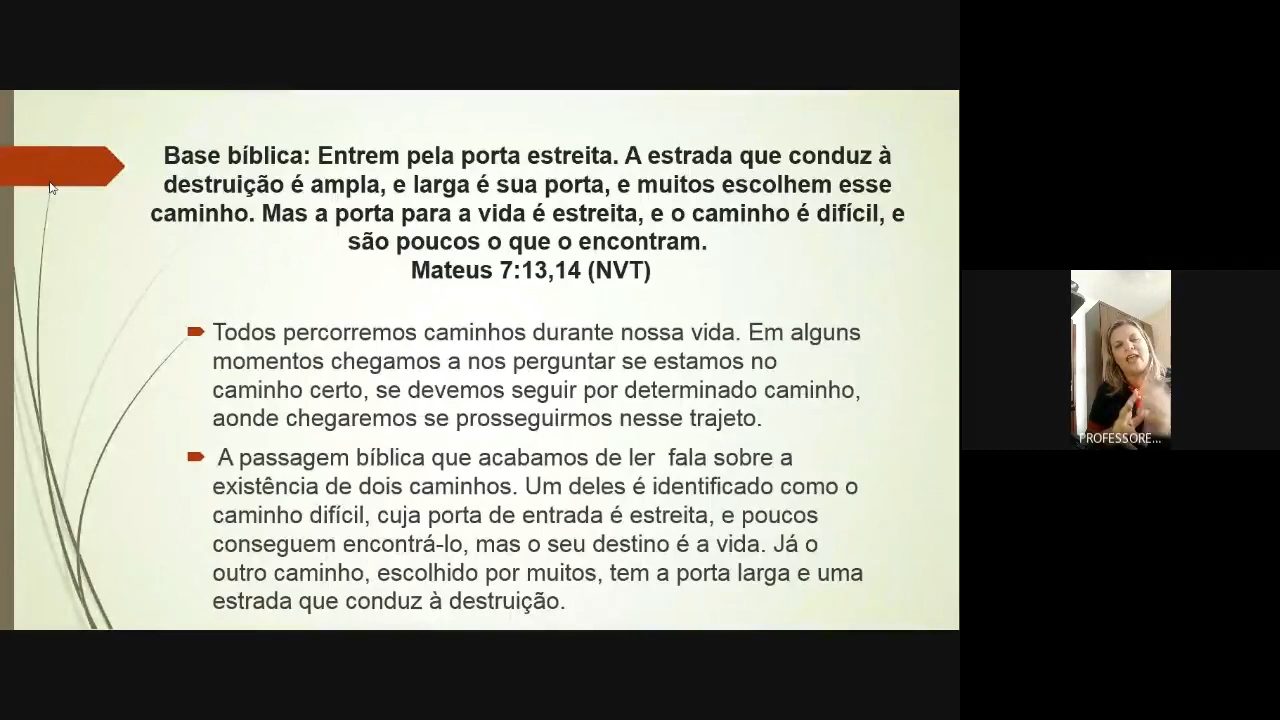 Base bíblica: Entrem pela porta estreita. A estrada que conduz à
destruição é ampla, e larga é sua porta, e muitos escolhem esse
caminho. Mas a porta para a vida é estreita, e o caminho é difícil, e
são poucos o que o encontram.
Mateus 7:13,14 (NVT)
Todos percorremos caminhos durante nossa vida. Em alguns
momentos chegamos a nos perguntar se estamos no
caminho certo, se devemos seguir por determinado caminho,
aonde chegaremos se prosseguirmos nesse trajeto.
A passagem bíblica que acabamos de ler  fala sobre a
existência de dois caminhos. Um deles é identificado como o
caminho difícil, cuja porta de entrada é estreita, e poucos
conseguem encontrá-lo, mas o seu destino é a vida. Já o
outro caminho, escolhido por muitos, tem a porta larga e uma
estrada que conduz à destruição.
PROFESSORE...